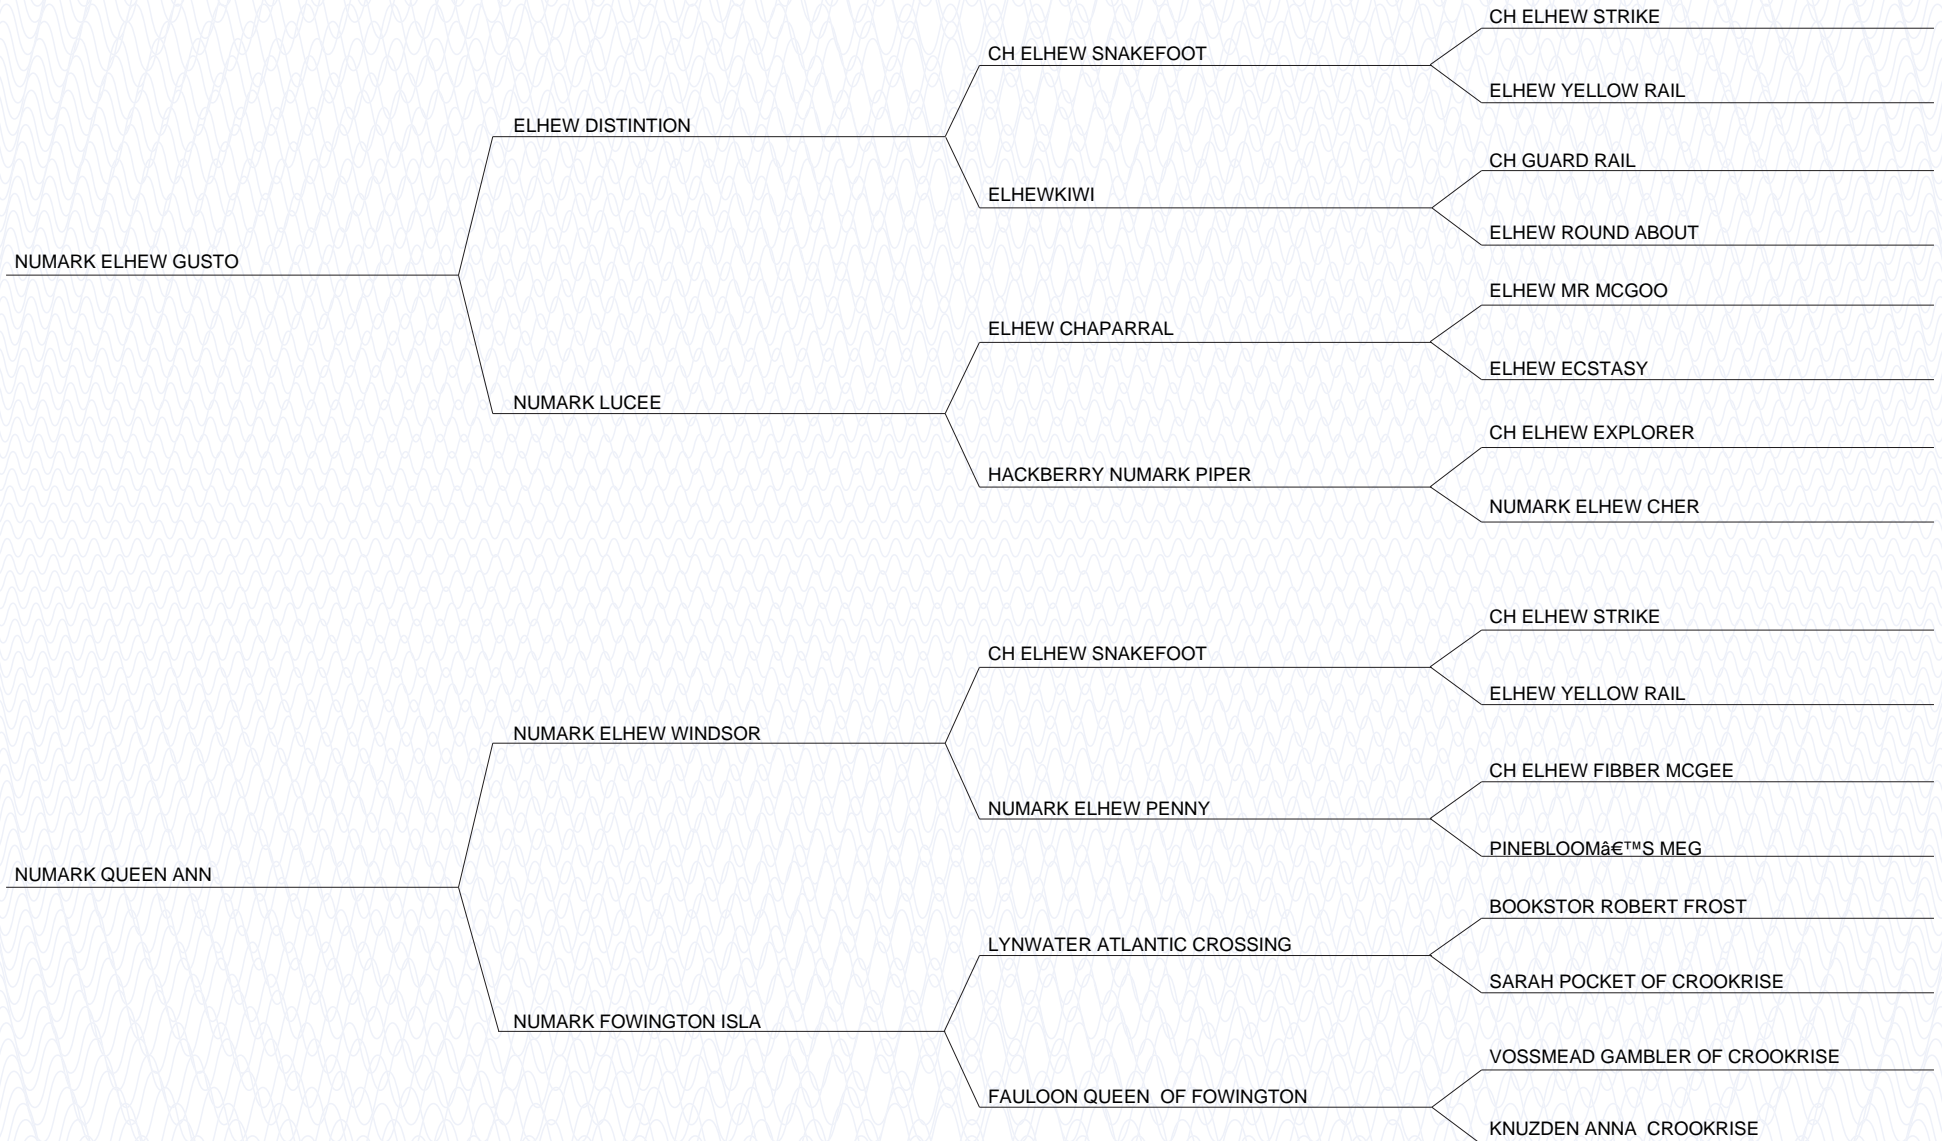 CH ELHEW STRIKE
CH ELHEW SNAKEFOOT
ELHEW YELLOW RAIL
ELHEW DISTINTION
CH GUARD RAIL
ELHEWKIWI
ELHEW ROUND ABOUT
NUMARK ELHEW GUSTO
ELHEW MR MCGOO
ELHEW CHAPARRAL
ELHEW ECSTASY
NUMARK LUCEE
CH ELHEW EXPLORER
HACKBERRY NUMARK PIPER
NUMARK ELHEW CHER
CH ELHEW STRIKE
CH ELHEW SNAKEFOOT
ELHEW YELLOW RAIL
NUMARK ELHEW WINDSOR
CH ELHEW FIBBER MCGEE
NUMARK ELHEW PENNY
PINEBLOOMâ€™S MEG
NUMARK QUEEN ANN
BOOKSTOR ROBERT FROST
LYNWATER ATLANTIC CROSSING
SARAH POCKET OF CROOKRISE
NUMARK FOWINGTON ISLA
VOSSMEAD GAMBLER OF CROOKRISE
FAULOON QUEEN  OF FOWINGTON
KNUZDEN ANNA  CROOKRISE